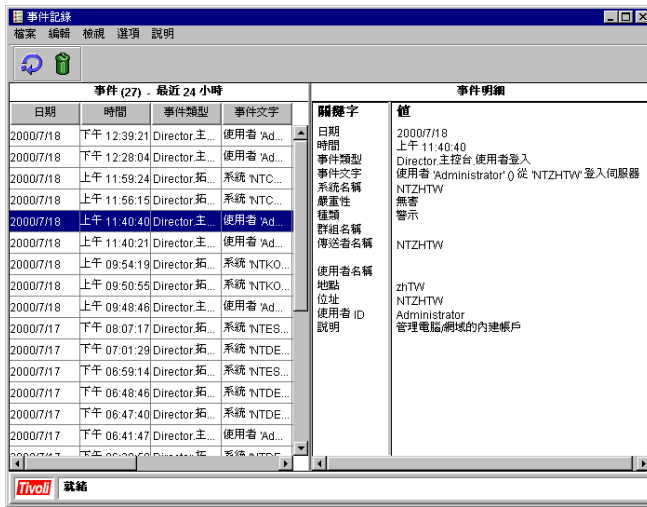 事件記錄
檔案 編輯 檢視 選項 說明
事件 (27) - 最近 24 小時
日期 時間 事件類型 事件文字
2000/7/18 下午 12:39:21 Director.主... 使用者 'Ad...
2000/7/18 下午 12:28:04 Director.主... 使用者 'Ad...
2000/7/18 上午 11:59:24 Director.拓... 系統 'NTC...
2000/7/18 上午 11:56:15 Director.拓... 系統 'NTC...
2000/7/18 上午 11:40:40 Director.主... 使用者 'Ad...
2000/7/18 上午 11:40:21 Director.主... 使用者 'Ad...
2000/7/18 上午 09:54:19 Director.拓... 系統 'NTKO...
2000/7/18 上午 09:50:55 Director.拓... 系統 'NTKO...
2000/7/18 上午 09:48:46 Director.主... 使用者 'Ad...
2000/7/17 下午 08:07:17 Director.拓... 系統 'NTES...
2000/7/17 下午 07:01:29 Director.拓... 系統 'NTDE...
2000/7/17 下午 06:59:14 Director.拓... 系統 'NTES...
2000/7/17 下午 06:48:46 Director.拓... 系統 'NTDE...
2000/7/17 下午 06:47:40 Director.拓... 系統 'NTDE...
2000/7/17 下午 06:41:47 Director.主... 使用者 'Ad...
事件明細
關鍵字 值
日期 2000/7/18
時間 上午 11:40:40
事件類型 Director.主控台.使用者登入
事件文字 使用者 'Administrator' () 從 'NTZHTW' 登入伺服器
系統名稱 NTZHTW
嚴重性 無害
種類 警示
群組名稱
傳送者名稱 NTZHTW
使用者名稱
地點 zhTW
位址 NTZHTW
使用者 ID Administrator
說明 管理電腦/網域的內建帳戶
Tivoli 就緒